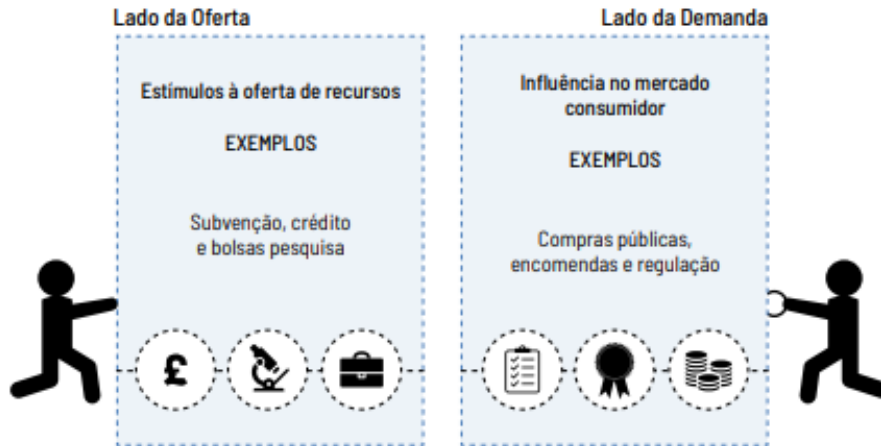 Lado da Oferta
Estímulos à oferta de recursos
EXEMPLOS
Subvenção, crédito
e bolsas pesquisa
£
Lado da Demanda
Influência no mercado
consumidor
EXEMPLOS
Compras públicas,
encomendas e regulação